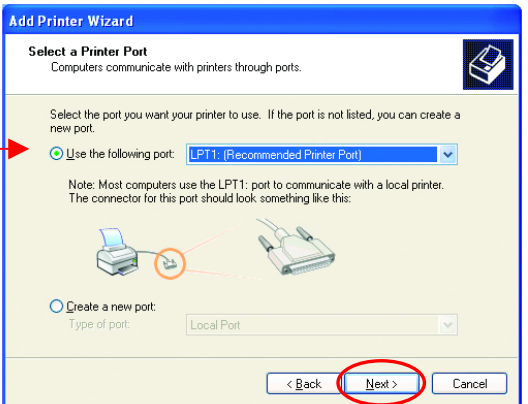 Add Printer Wizard
Select a Printer Port
Computers communicate with printers through ports.
Select the port you want your printer to use. If the port is not listed, you can create a
new port.
Use the following port: LPT1: (Recommended Printer Port)
Note: Most computers use the LPT1: port to communicate with a local printer.
The connector for this port should look something like this:
Create a new port:
Type of port: Local Port
< Back Next > Cancel